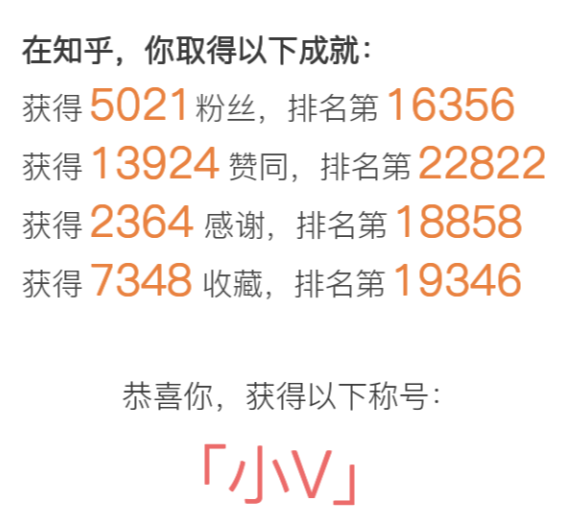 在知乎，你取得以下成就：
获得 5021 粉丝，排名第 16356
获得 13924 赞同，排名第 22822
获得 2364 感谢，排名第 18858
获得 7348 收藏，排名第 19346
恭喜你，获得以下称号：
「小V」